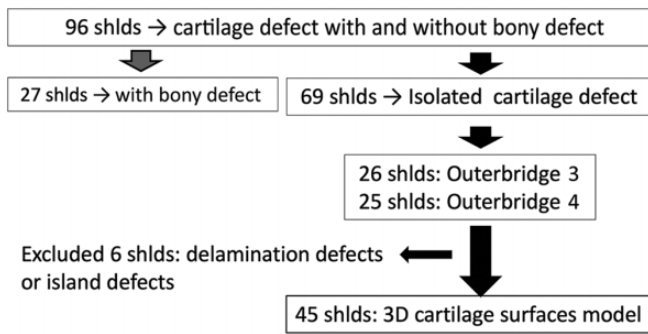 96 shlds → cartilage defect with and without bony defect
27 shlds → with bony defect
69 shlds → Isolated cartilage defect
26 shlds: Outerbridge 3
25 shlds: Outerbridge 4
Excluded 6 shlds: delamination defects
or island defects
45 shlds: 3D cartilage surfaces model